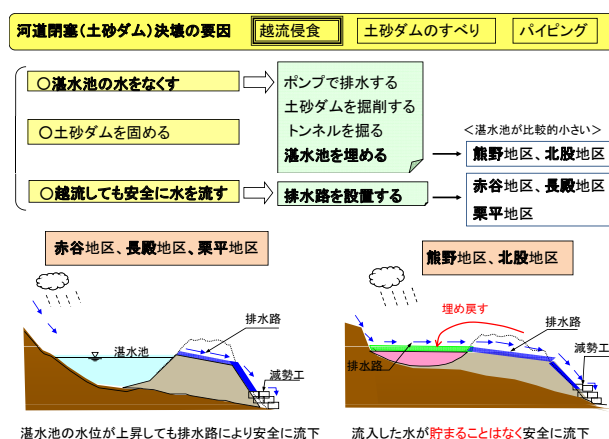 河道閉塞(土砂ダム)決壊の要因
越流侵食
土砂ダムのすべり
パイピング
○湛水池の水をなくす
ポンプで排水する
土砂ダムを掘削する
トンネルを掘る
湛水池を埋める
○土砂ダムを固める
<湛水池が比較的小さい>
熊野地区、北股地区
○越流しても安全に水を流す
排水路を設置する
赤谷地区、長殿地区
栗平地区
赤谷地区、長殿地区、栗平地区
排水路
湛水池
減勢工
湛水池の水位が上昇しても排水路により安全に流下
熊野地区、北股地区
埋め戻す
排水路
排水路
減勢工
流入した水が貯まることはなく安全に流下